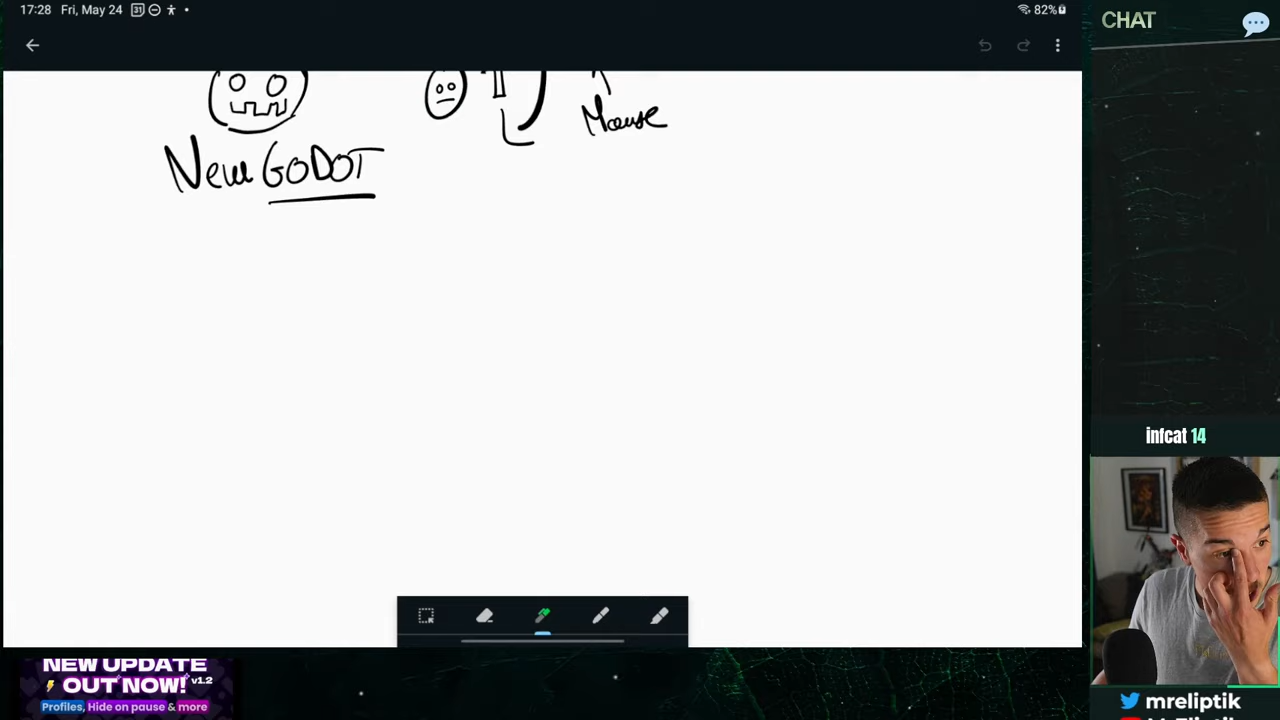 17:28 Fri, May 24 31
82%
CHAT
Mouse
New GODOT
infcat 14
NEW UPDATE
OUT NOW! v1.2
Profiles, Hide on pause & more
mreliptik